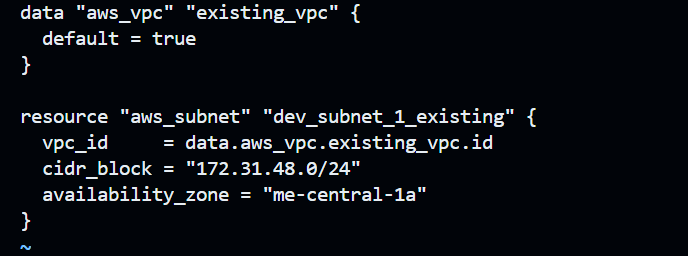 data "aws_vpc" "existing_vpc" {
  default = true
}

resource "aws_subnet" "dev_subnet_1_existing" {
  vpc_id     = data.aws_vpc.existing_vpc.id
  cidr_block = "172.31.48.0/24"
  availability_zone = "me-central-1a"
}
~